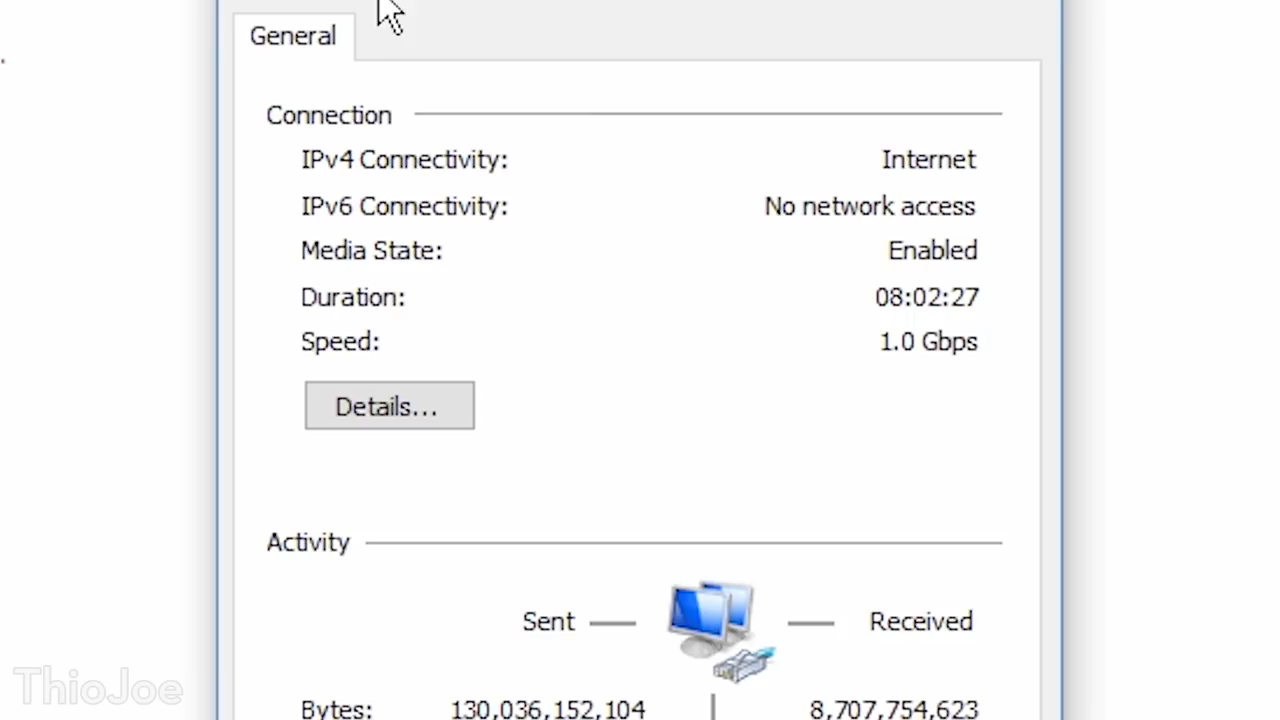 General
Connection
IPv4 Connectivity: Internet
IPv6 Connectivity: No network access
Media State: Enabled
Duration: 08:02:27
Speed: 1.0 Gbps
Details...
Activity
Sent Received
Bytes: 130,036,152,104 8,707,754,623
ThioJoe